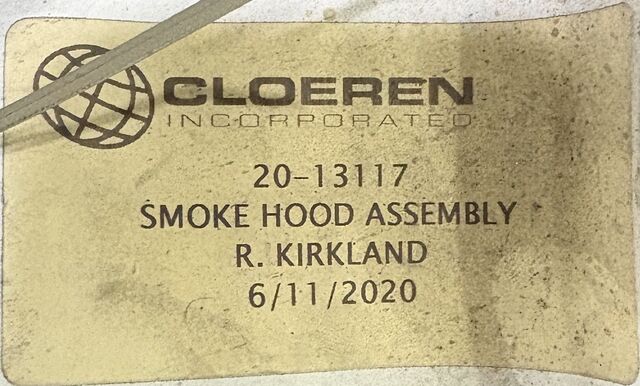 CLOEREN
INCORPORATED
20-13117
SMOKE HOOD ASSEMBLY
R. KIRKLAND
6/11/2020